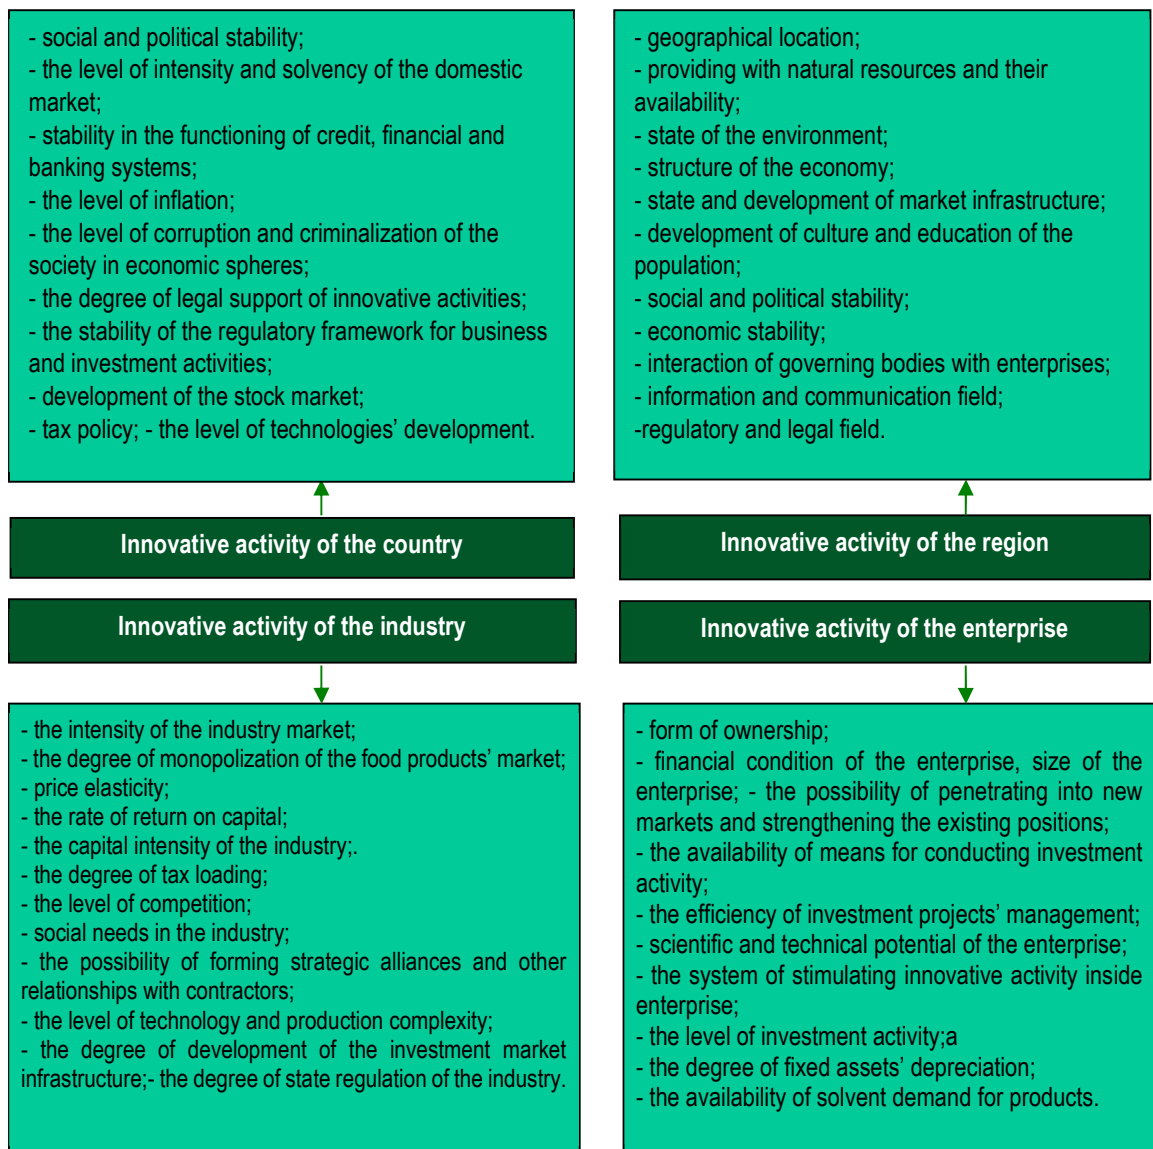 - social and political stability;
- the level of intensity and solvency of the domestic
market;
- stability in the functioning of credit, financial and
banking systems;
- the level of inflation;
- the level of corruption and criminalization of the
society in economic spheres;
- the degree of legal support of innovative activities;
- the stability of the regulatory framework for business
and investment activities;
- development of the stock market;
- tax policy; - the level of technologies’ development.
- geographical location;
- providing with natural resources and their
availability;
- state of the environment;
- structure of the economy;
- state and development of market infrastructure;
- development of culture and education of the
population;
- social and political stability;
- economic stability;
- interaction of governing bodies with enterprises;
- information and communication field;
-regulatory and legal field.
Innovative activity of the country
Innovative activity of the region
Innovative activity of the industry
Innovative activity of the enterprise
- the intensity of the industry market;
- the degree of monopolization of the food products’ market;
- price elasticity;
- the rate of return on capital;
- the capital intensity of the industry;.
- the degree of tax loading;
- the level of competition;
- social needs in the industry;
- the possibility of forming strategic alliances and other
relationships with contractors;
- the level of technology and production complexity;
- the degree of development of the investment market
infrastructure;- the degree of state regulation of the industry.
- form of ownership;
- financial condition of the enterprise, size of the
enterprise; - the possibility of penetrating into new
markets and strengthening the existing positions;
- the availability of means for conducting investment
activity;
- the efficiency of investment projects’ management;
- scientific and technical potential of the enterprise;
- the system of stimulating innovative activity inside
enterprise;
- the level of investment activity;a
- the degree of fixed assets’ depreciation;
- the availability of solvent demand for products.